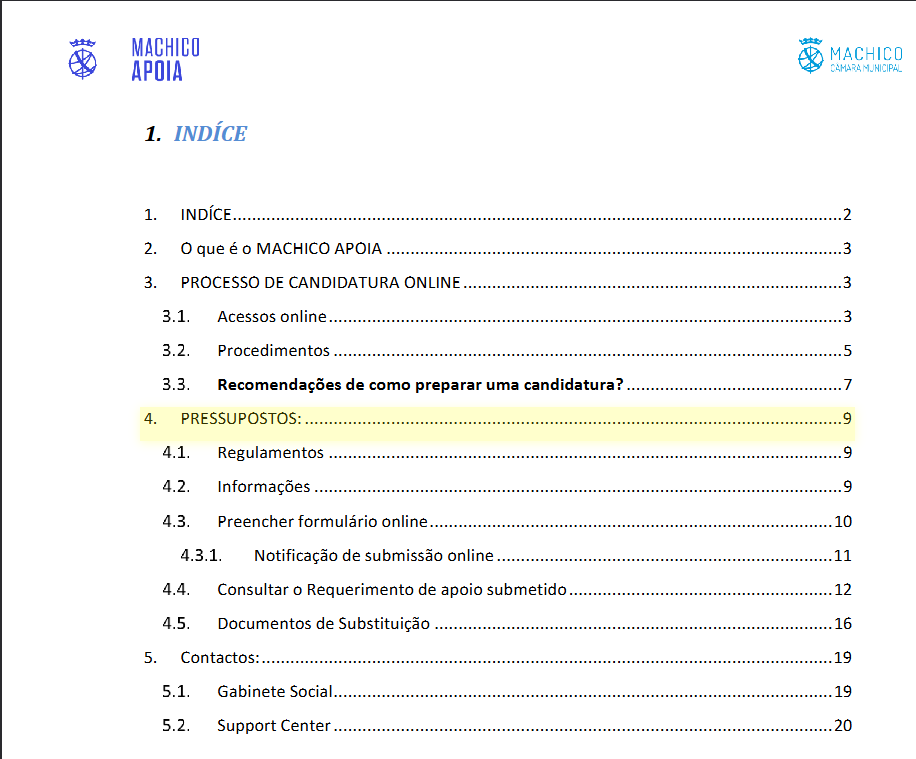 MACHICO
APOIA
MACHICO
CÂMARA MUNICIPAL
1. INDÍCE
1. INDÍCE...2
2. O que é o MACHICO APOIA...3
3. PROCESSO DE CANDIDATURA ONLINE...3
3.1. Acessos online...3
3.2. Procedimentos...5
3.3. Recomendações de como preparar uma candidatura?...7
4. PRESSUPOSTOS:...9
4.1. Regulamentos...9
4.2. Informações...9
4.3. Preencher formulário online...10
4.3.1. Notificação de submissão online...11
4.4. Consultar o Requerimento de apoio submetido...12
4.5. Documentos de Substituição...16
5. Contactos:...19
5.1. Gabinete Social...19
5.2. Support Center...20